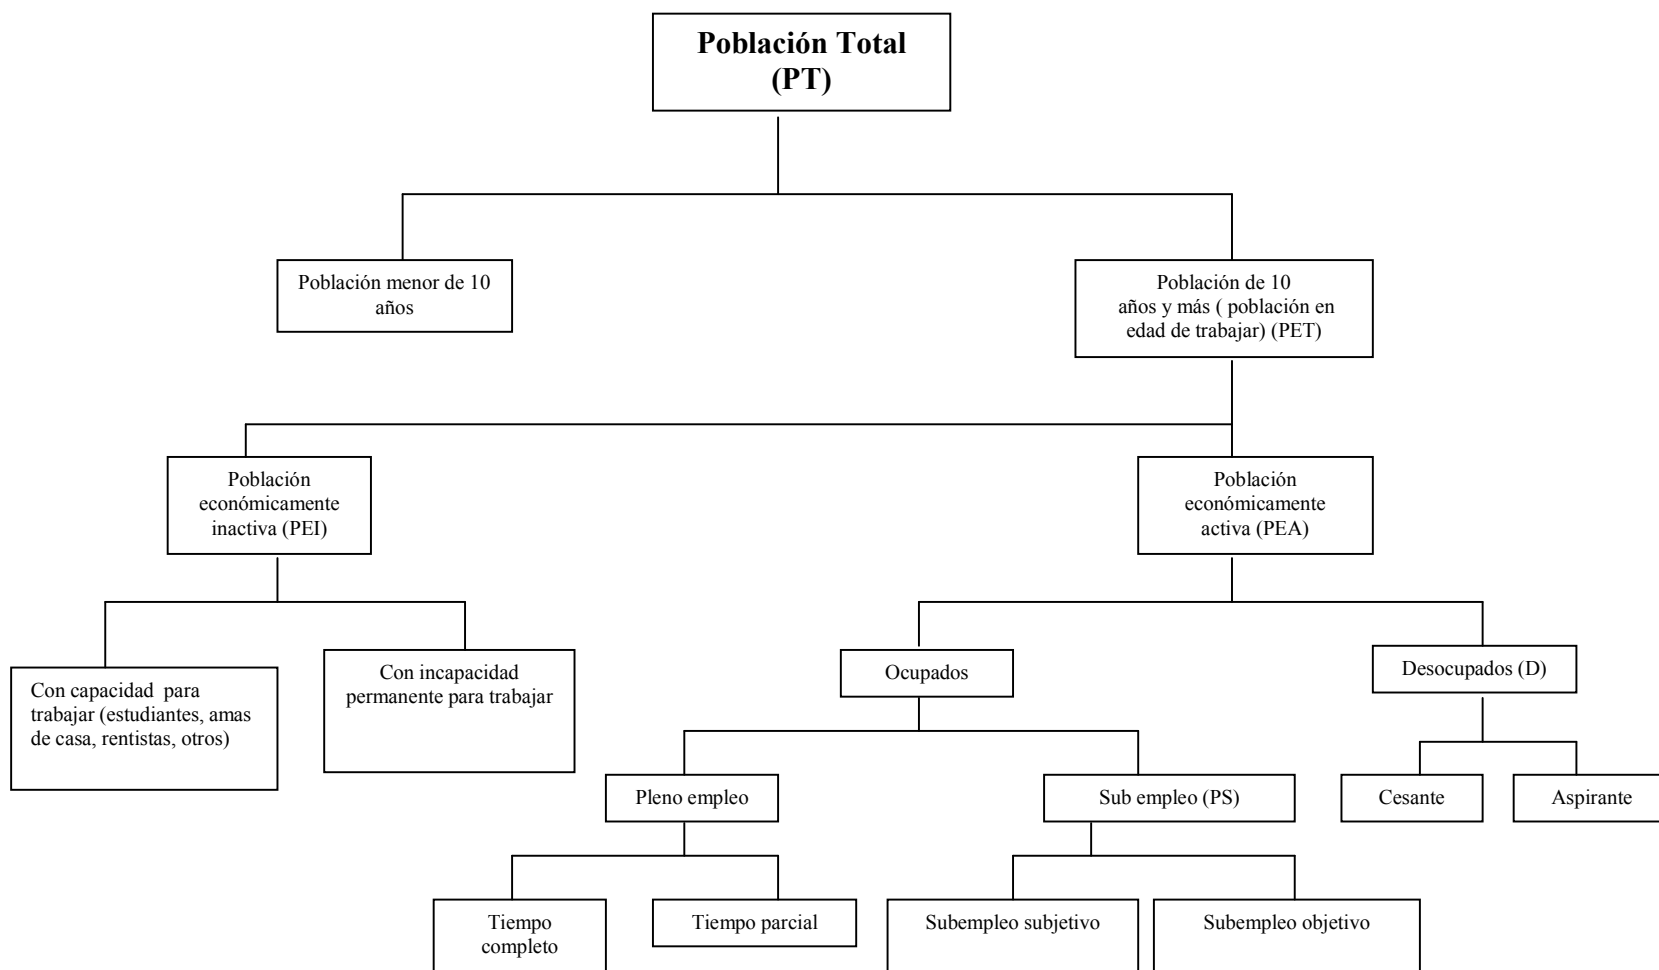 Población Total
(PT)
Población menor de 10
años
Población de 10
años y más ( población en
edad de trabajar) (PET)
Población
económicamente
inactiva (PEI)
Población
económicamente
activa (PEA)
Con capacidad para
trabajar (estudiantes, amas
de casa, rentistas, otros)
Con incapacidad
permanente para trabajar
Ocupados
Desocupados (D)
Pleno empleo
Sub empleo (PS)
Cesante
Aspirante
Tiempo
completo
Tiempo parcial
Subempleo subjetivo
Subempleo objetivo